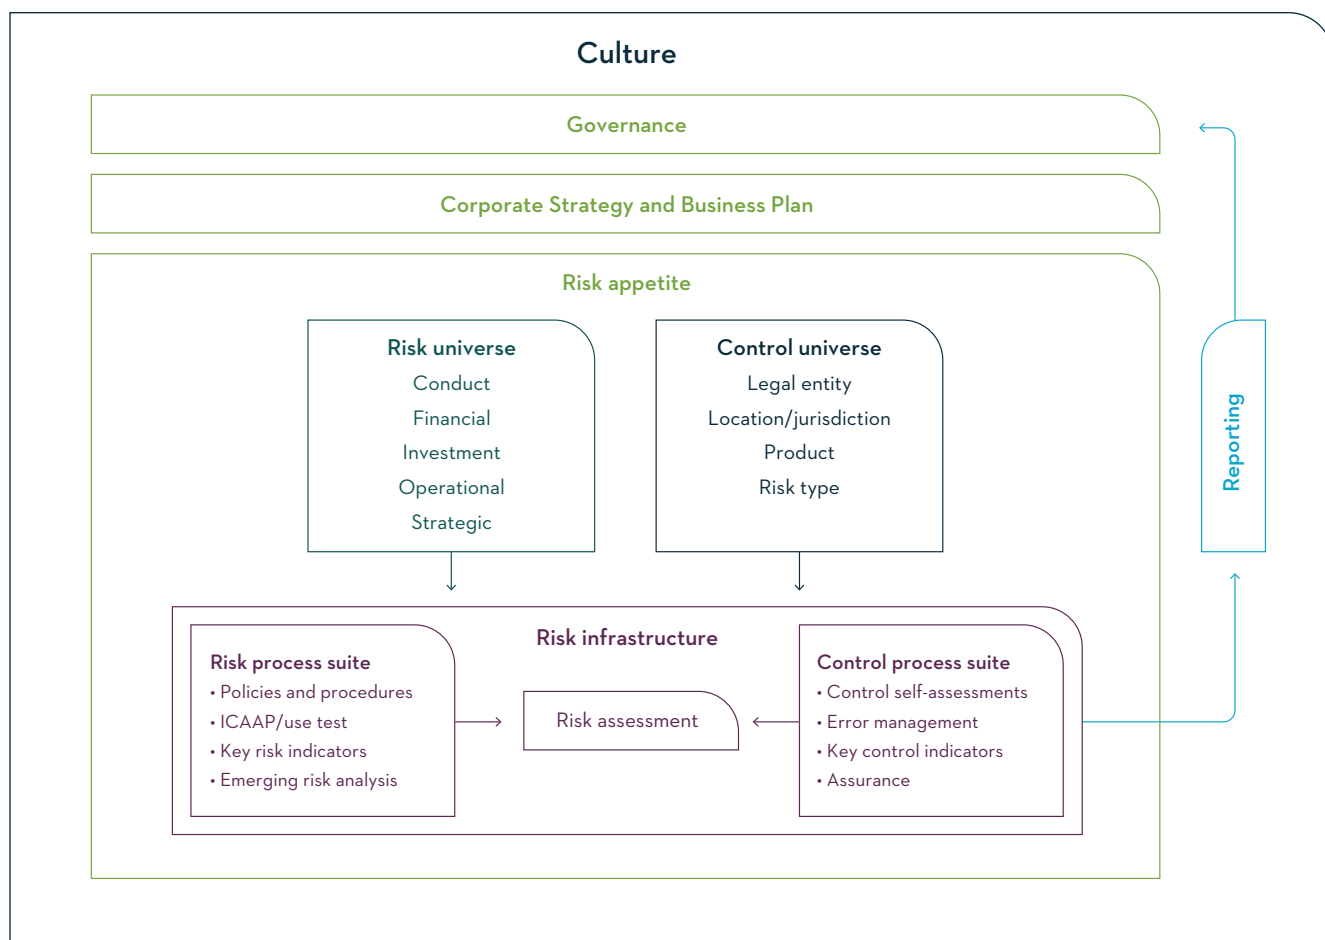 Culture
Governance
Corporate Strategy and Business Plan
Risk appetite
Risk universe
Conduct
Financial
Investment
Operational
Strategic
Control universe
Legal entity
Location/jurisdiction
Product
Risk type
Reporting
Risk infrastructure
Risk process suite
• Policies and procedures
• ICAAP/use test
• Key risk indicators
• Emerging risk analysis
Risk assessment
Control process suite
• Control self-assessments
• Error management
• Key control indicators
• Assurance